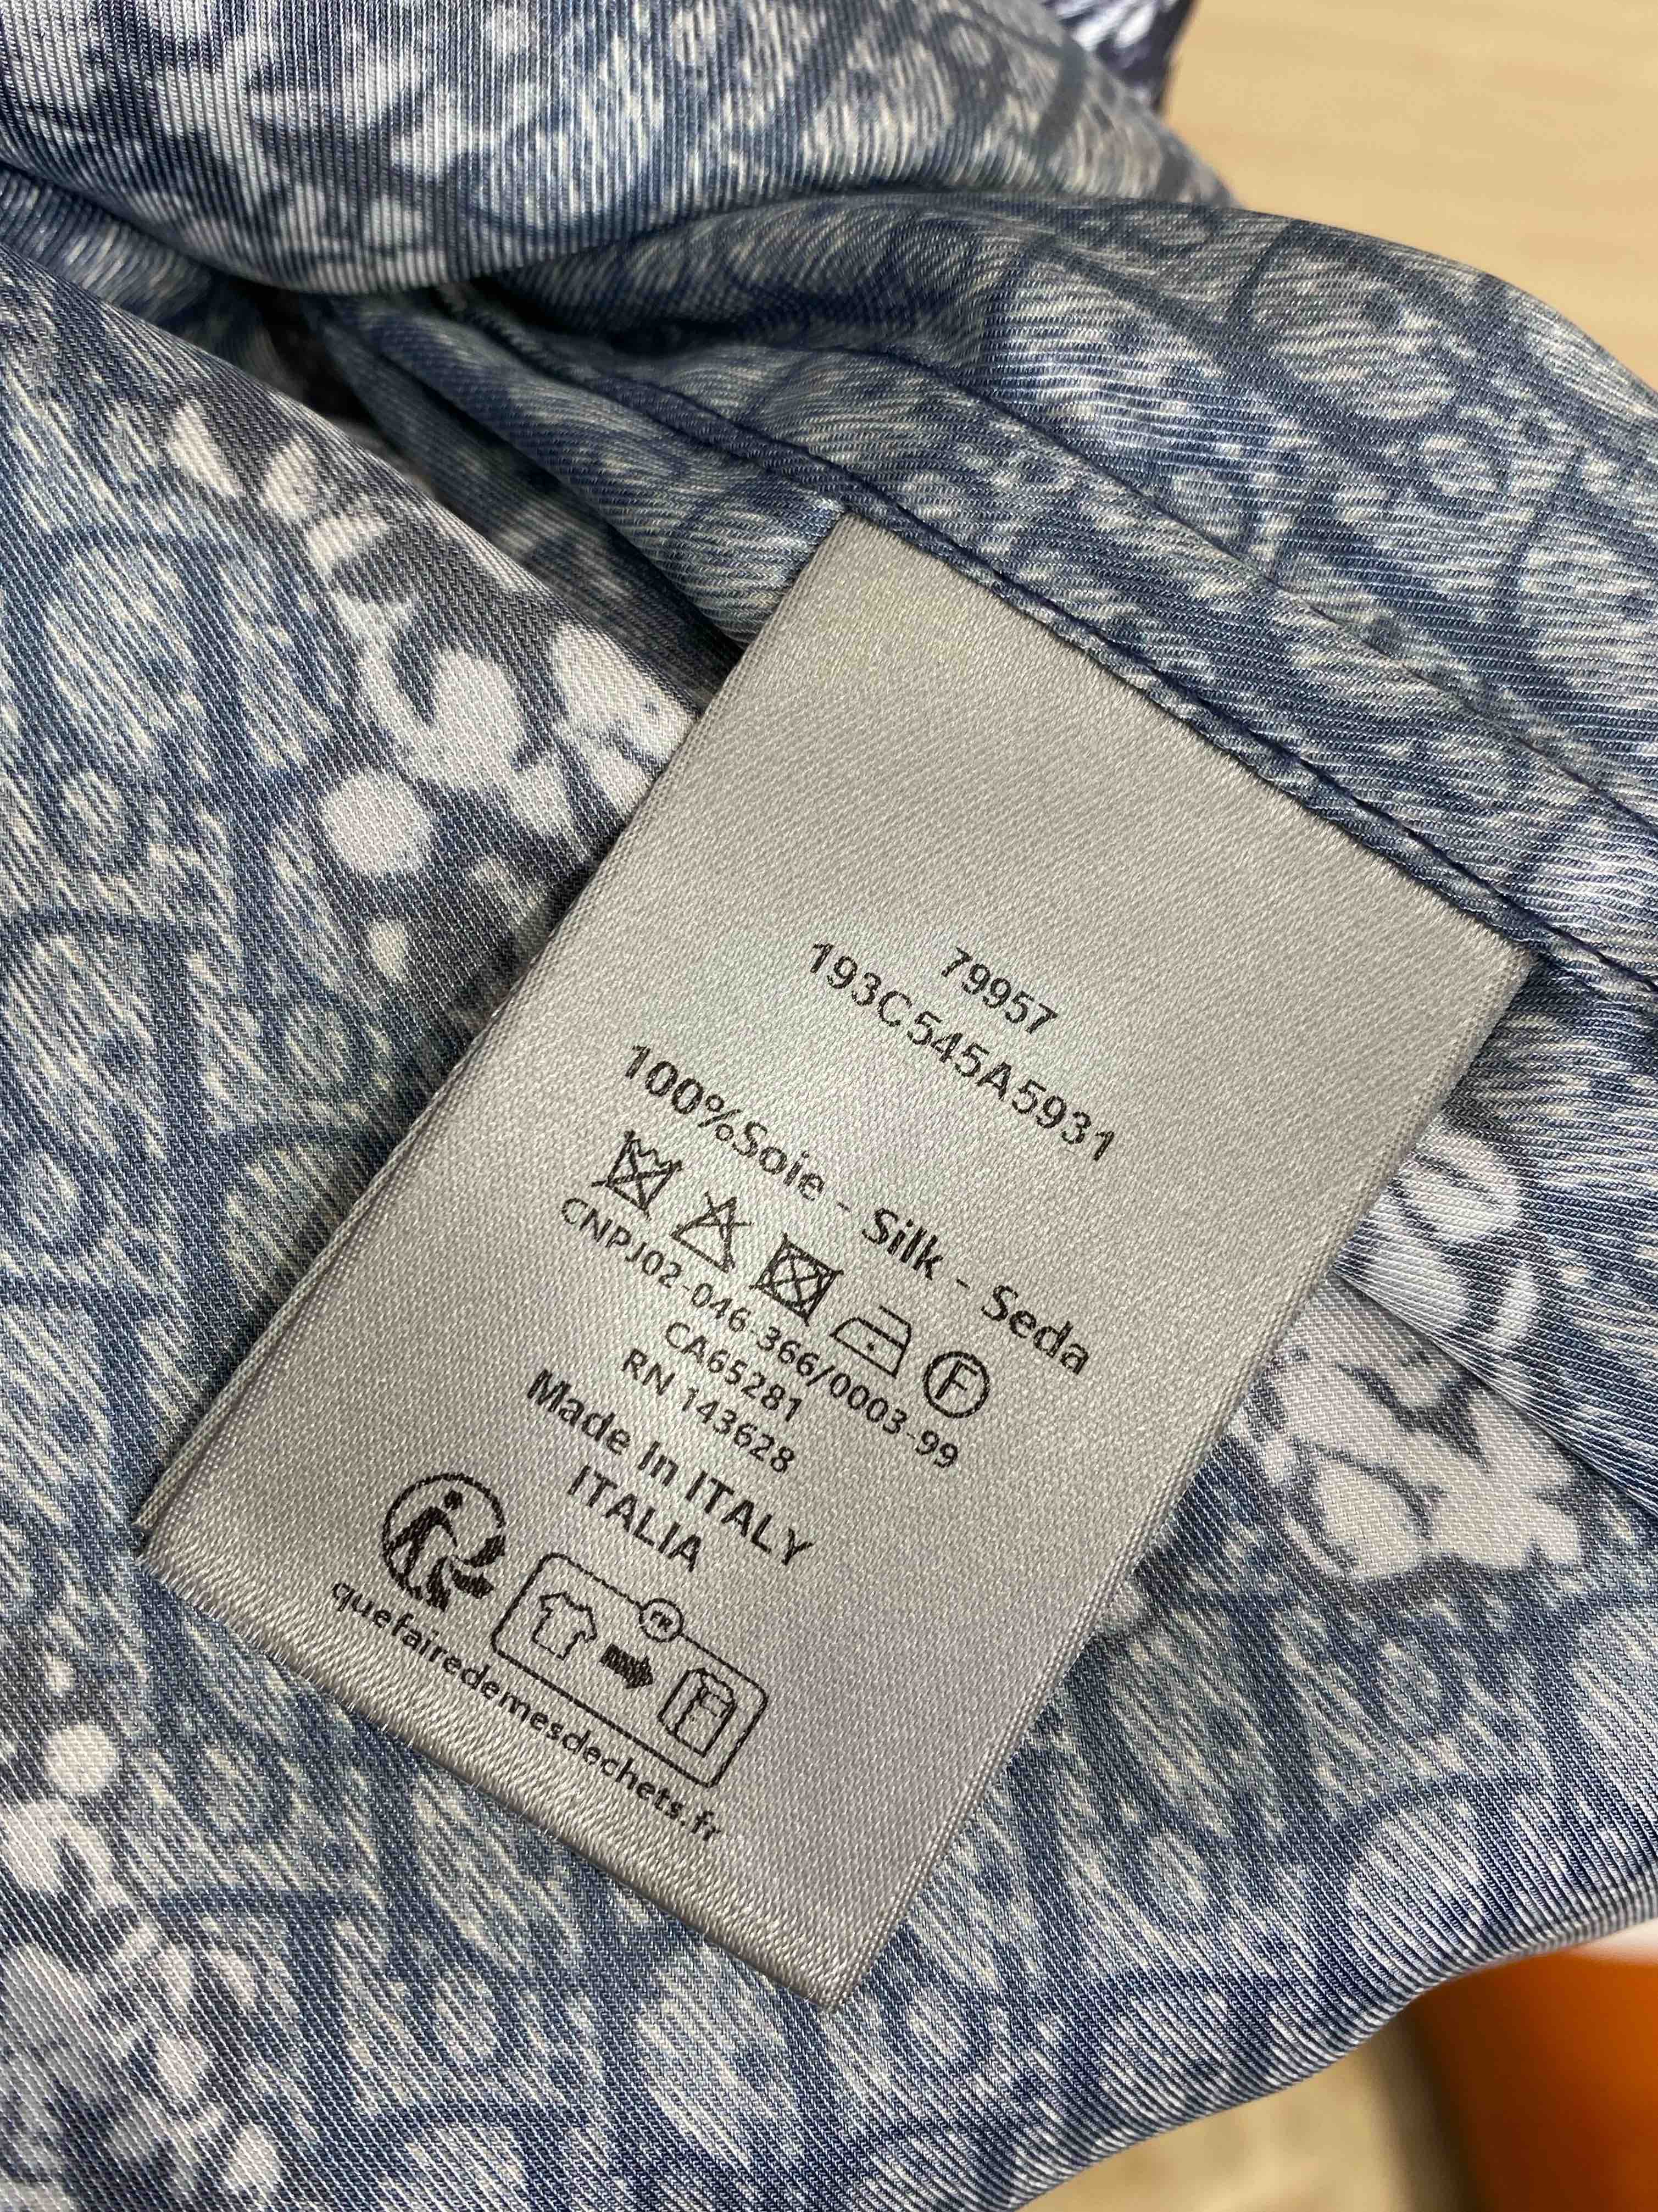 79957
193C545A5931
100%Soie - Silk - Seda
F
CNPJ02-046-366/0003-99
CA65281
RN 143628
Made In ITALY
ITALIA
FR
quefairedemesdechets.fr